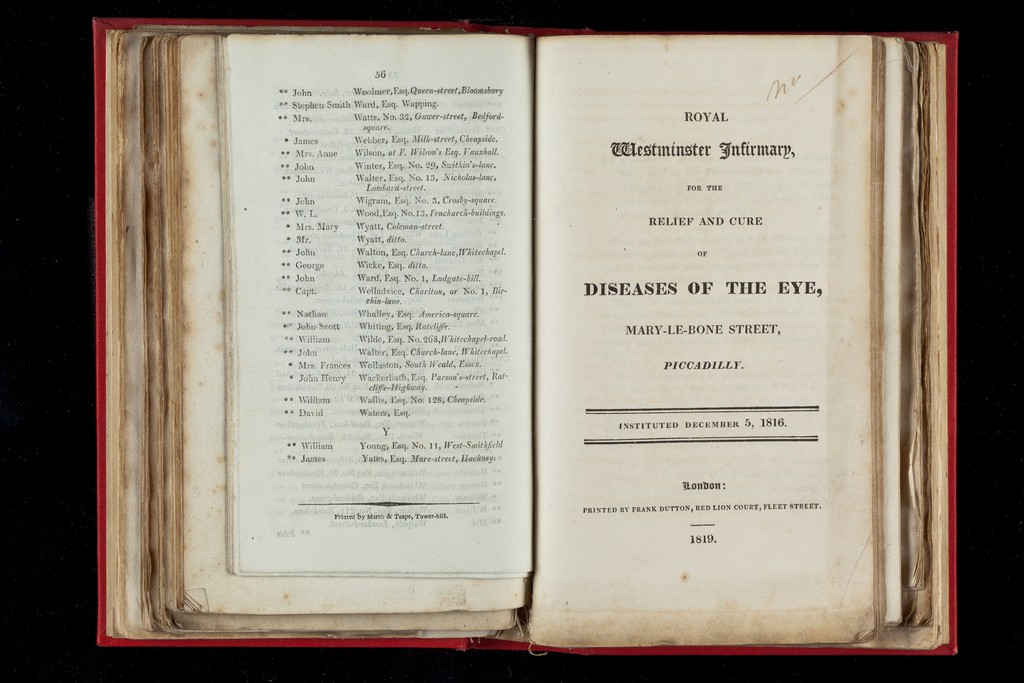 56
** John Woolmer, Esq. Queen-street, Bloomsbury
** Stephen Smith Ward, Esq. Wapping.
** Mrs. Watts, No. 32, Gower-street, Bedford-
square.
* James Webber, Esq. Milk-street, Cheapside.
** Mrs. Anne Wilson, at F. Wilson's Esq. Vauxhall.
** John Winter, Esq. No. 29, Swithin's-lane.
** John Walter, Esq. No. 13, Nicholas-lane,
Lombard-street.
** John Wigram, Esq. No. 3, Crosby-square.
** W. L. Wood, Esq. No. 13, Fenchurch-buildings.
* Mrs. Mary Wyatt, Coleman-street.
* Mr. Wyatt, ditto.
** John Walton, Esq. Church-lane, Whitechapel.
** George Wicke, Esq. ditto.
** John Ward, Esq. No. 1, Ludgate-hill.
** Capt. Welladvice, Charlton, or No. 1, Bir-
chin-lane.
** Nathan Whalley, Esq. America-square.
* John Scott Whiting, Esq. Ratcliffe.
** William Wilde, Esq. No. 268, Whitechapel-road.
** John Walter, Esq. Church-lane, Whitechapel.
* Mrs. Frances Wollaston, South Weald, Essex.
* John Henry Wackerbath, Esq. Parson's-street, Rat-
cliffe-Highway.
** William Wallis, Esq. No. 128, Cheapside.
** David Waters, Esq.
Y
** William Young, Esq. No. 11, West-Smithfield
** James Yates, Esq. Mare-street, Hackney.
Printed by March & Teape, Tower-hill.
ROYAL
Westminster Infirmary,
FOR THE
RELIEF AND CURE
OF
DISEASES OF THE EYE,
MARY-LE-BONE STREET,
PICCADILLY.
INSTITUTED DECEMBER 5, 1816.
London:
PRINTED BY FRANK DUTTON, RED LION COURT, FLEET STREET.
1819.